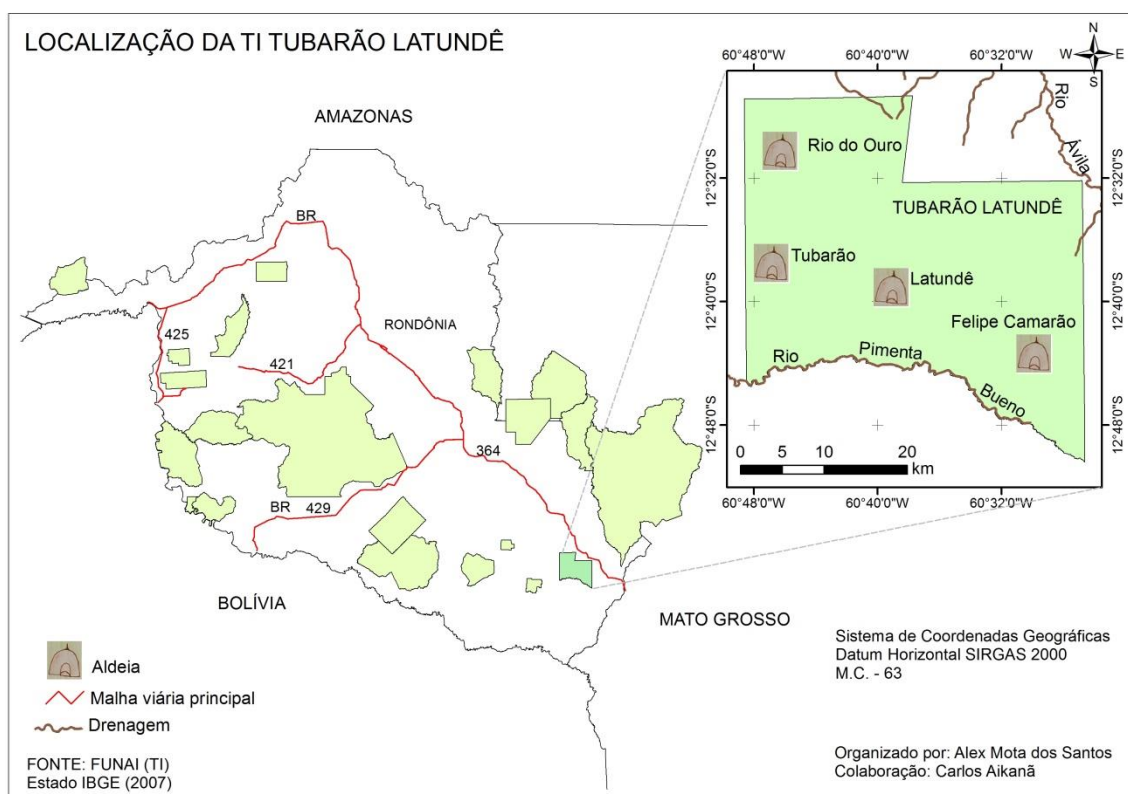 LOCALIZAÇÃO DA TI TUBARÃO LATUNDÊ
AMAZONAS
BR
425
421
RONDÔNIA
364
BR 429
BOLÍVIA
MATO GROSSO
60°48'0"W 60°40'0"W 60°32'0"W
N
W E
S
12°32'0"S
12°40'0"S
12°48'0"S
Rio Ávila
Rio do Ouro
TUBARÃO LATUNDÊ
Tubarão
Latundê
Felipe Camarão
Rio Pimenta Bueno
0 5 10 20
km
60°48'0"W 60°40'0"W 60°32'0"W
12°32'0"S
12°40'0"S
12°48'0"S
Aldeia
Malha viária principal
Drenagem
FONTE: FUNAI (TI)
Estado IBGE (2007)
Sistema de Coordenadas Geográficas
Datum Horizontal SIRGAS 2000
M.C. - 63
Organizado por: Alex Mota dos Santos
Colaboração: Carlos Aikanã